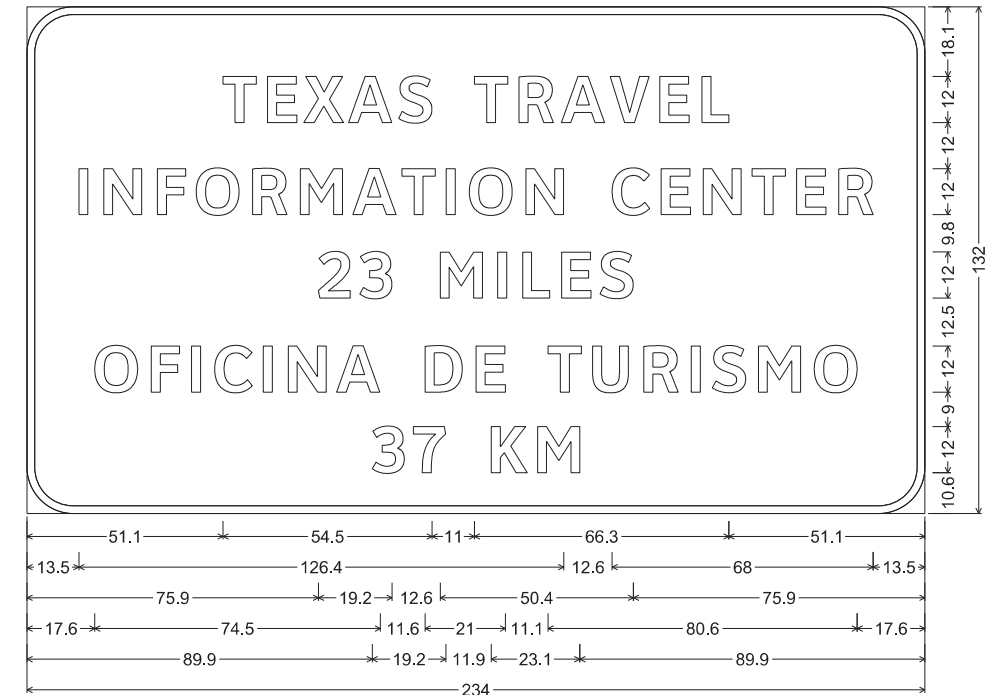 TEXAS TRAVEL
INFORMATION CENTER
23 MILES
OFICINA DE TURISMO
37 KM
18.1
12
12
12
9.8
12
12.5
12
9
12
10.6
132
51.1 54.5 11 66.3 51.1
13.5 126.4 12.6 68 13.5
75.9 19.2 12.6 50.4 75.9
17.6 74.5 11.6 21 11.1 80.6 17.6
89.9 19.2 11.9 23.1 89.9
234